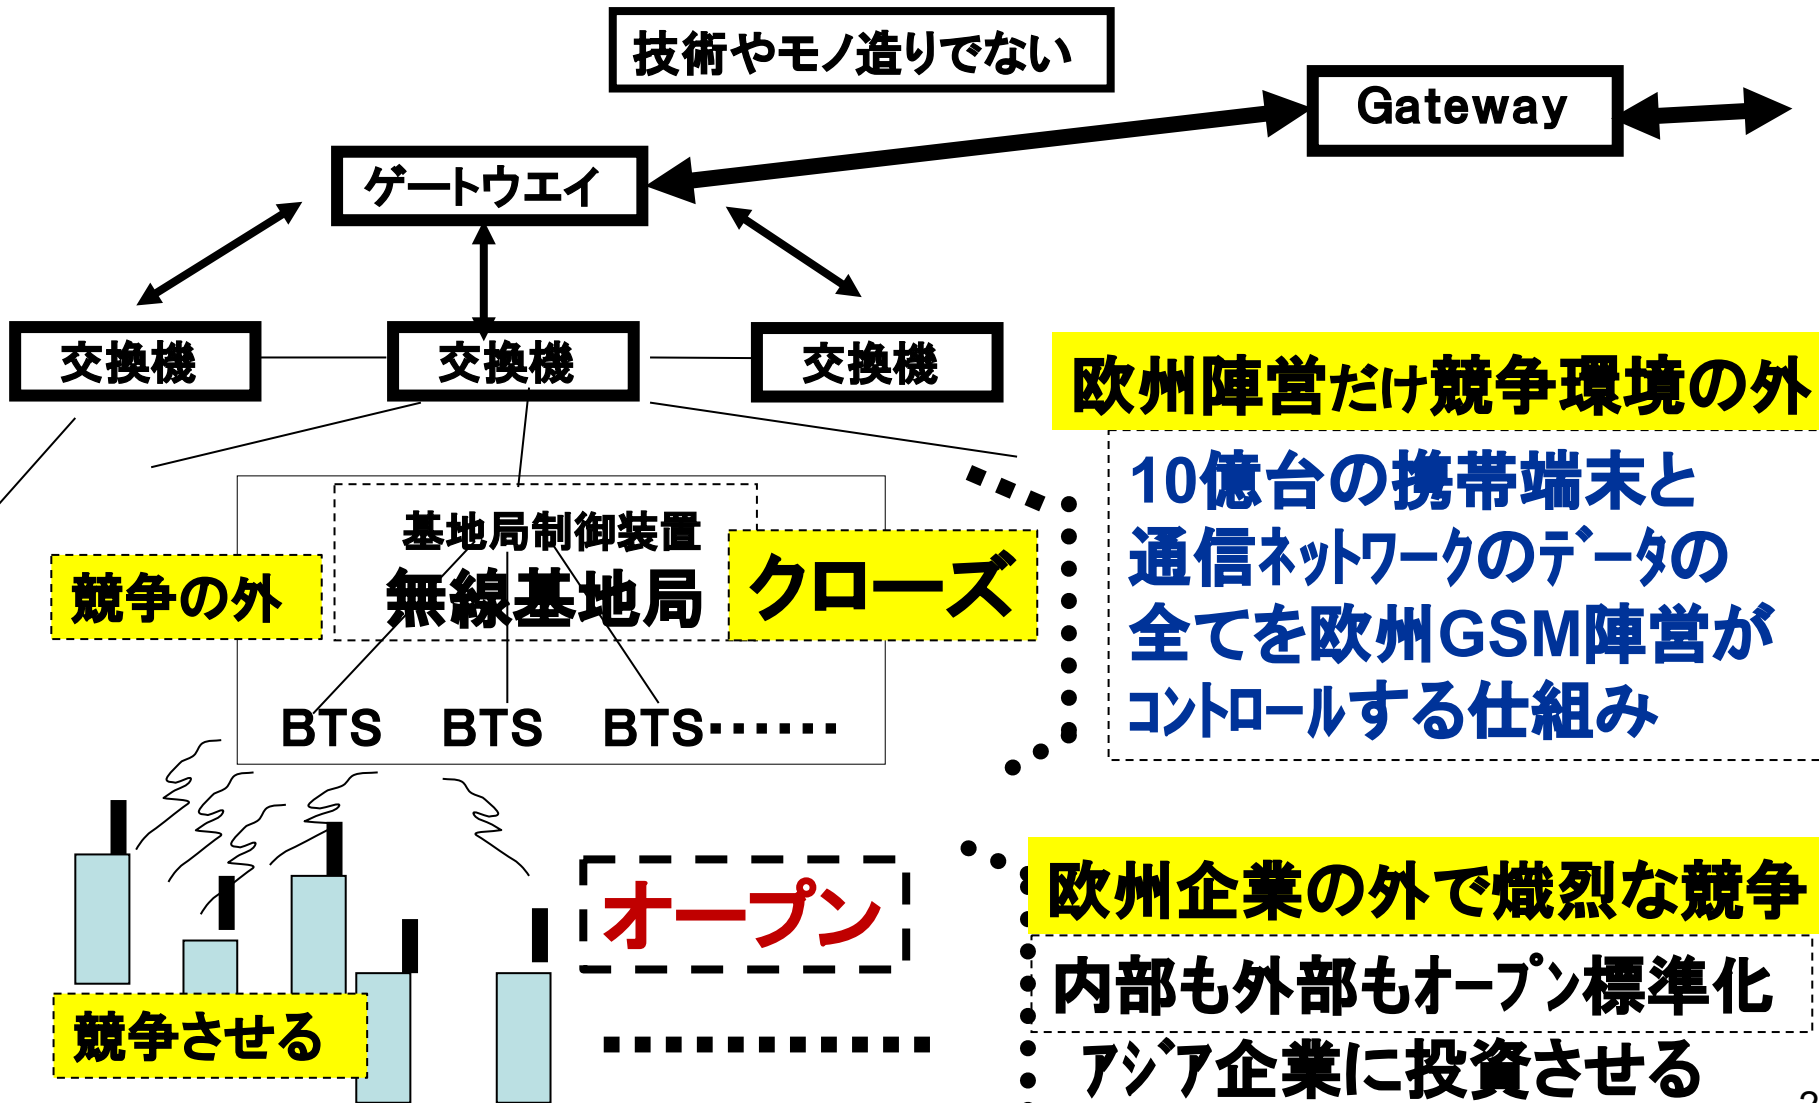 技術やモノ造りでない
Gateway
ゲートウエイ
交換機
交換機
交換機
欧州陣営だけ競争環境の外
10億台の携帯端末と
通信ネットワークのデータの
全てを欧州GSM陣営が
コントロールする仕組み
基地局制御装置
無線基地局
クローズ
競争の外
BTS BTS BTS・・・・・・
オープン
競争させる
欧州企業の外で熾烈な競争
内部も外部もオープン標準化
アジア企業に投資させる